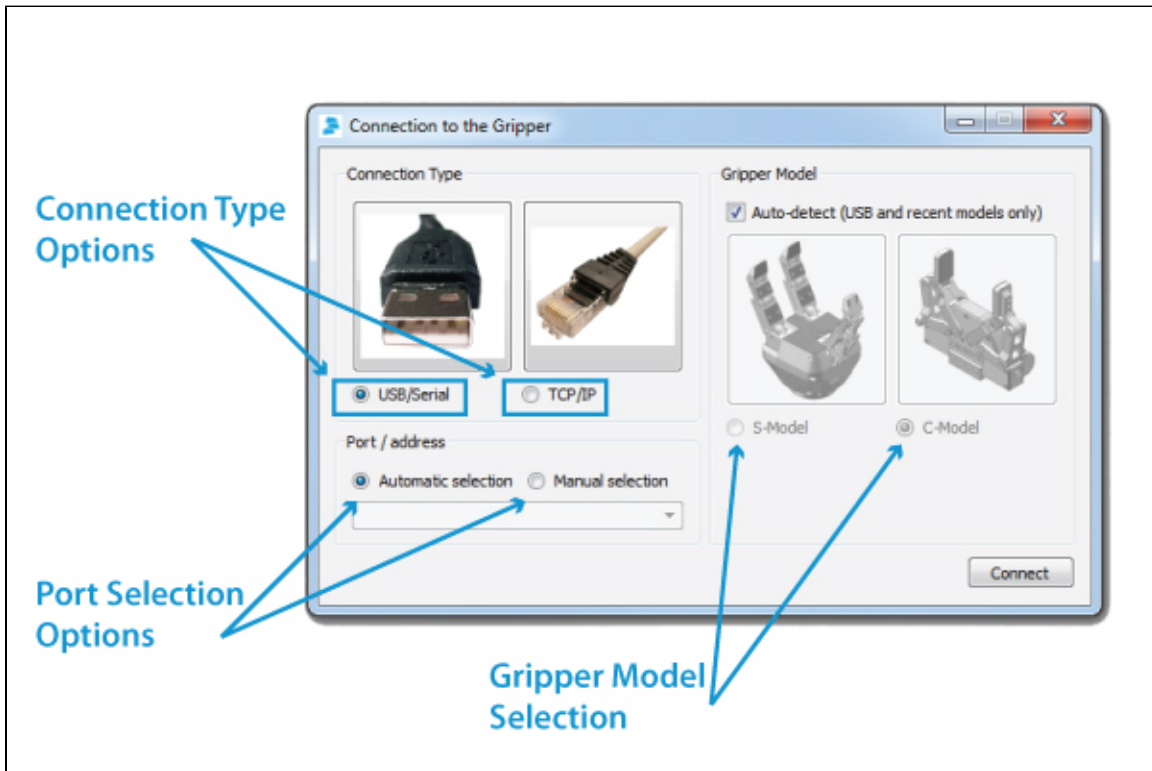 Connection to the Gripper
Connection Type
Options
Connection Type
USB/Serial
TCP/IP
Port / address
Automatic selection
Manual selection
Gripper Model
Auto-detect (USB and recent models only)
S-Model
C-Model
Connect
Port Selection
Options
Gripper Model
Selection